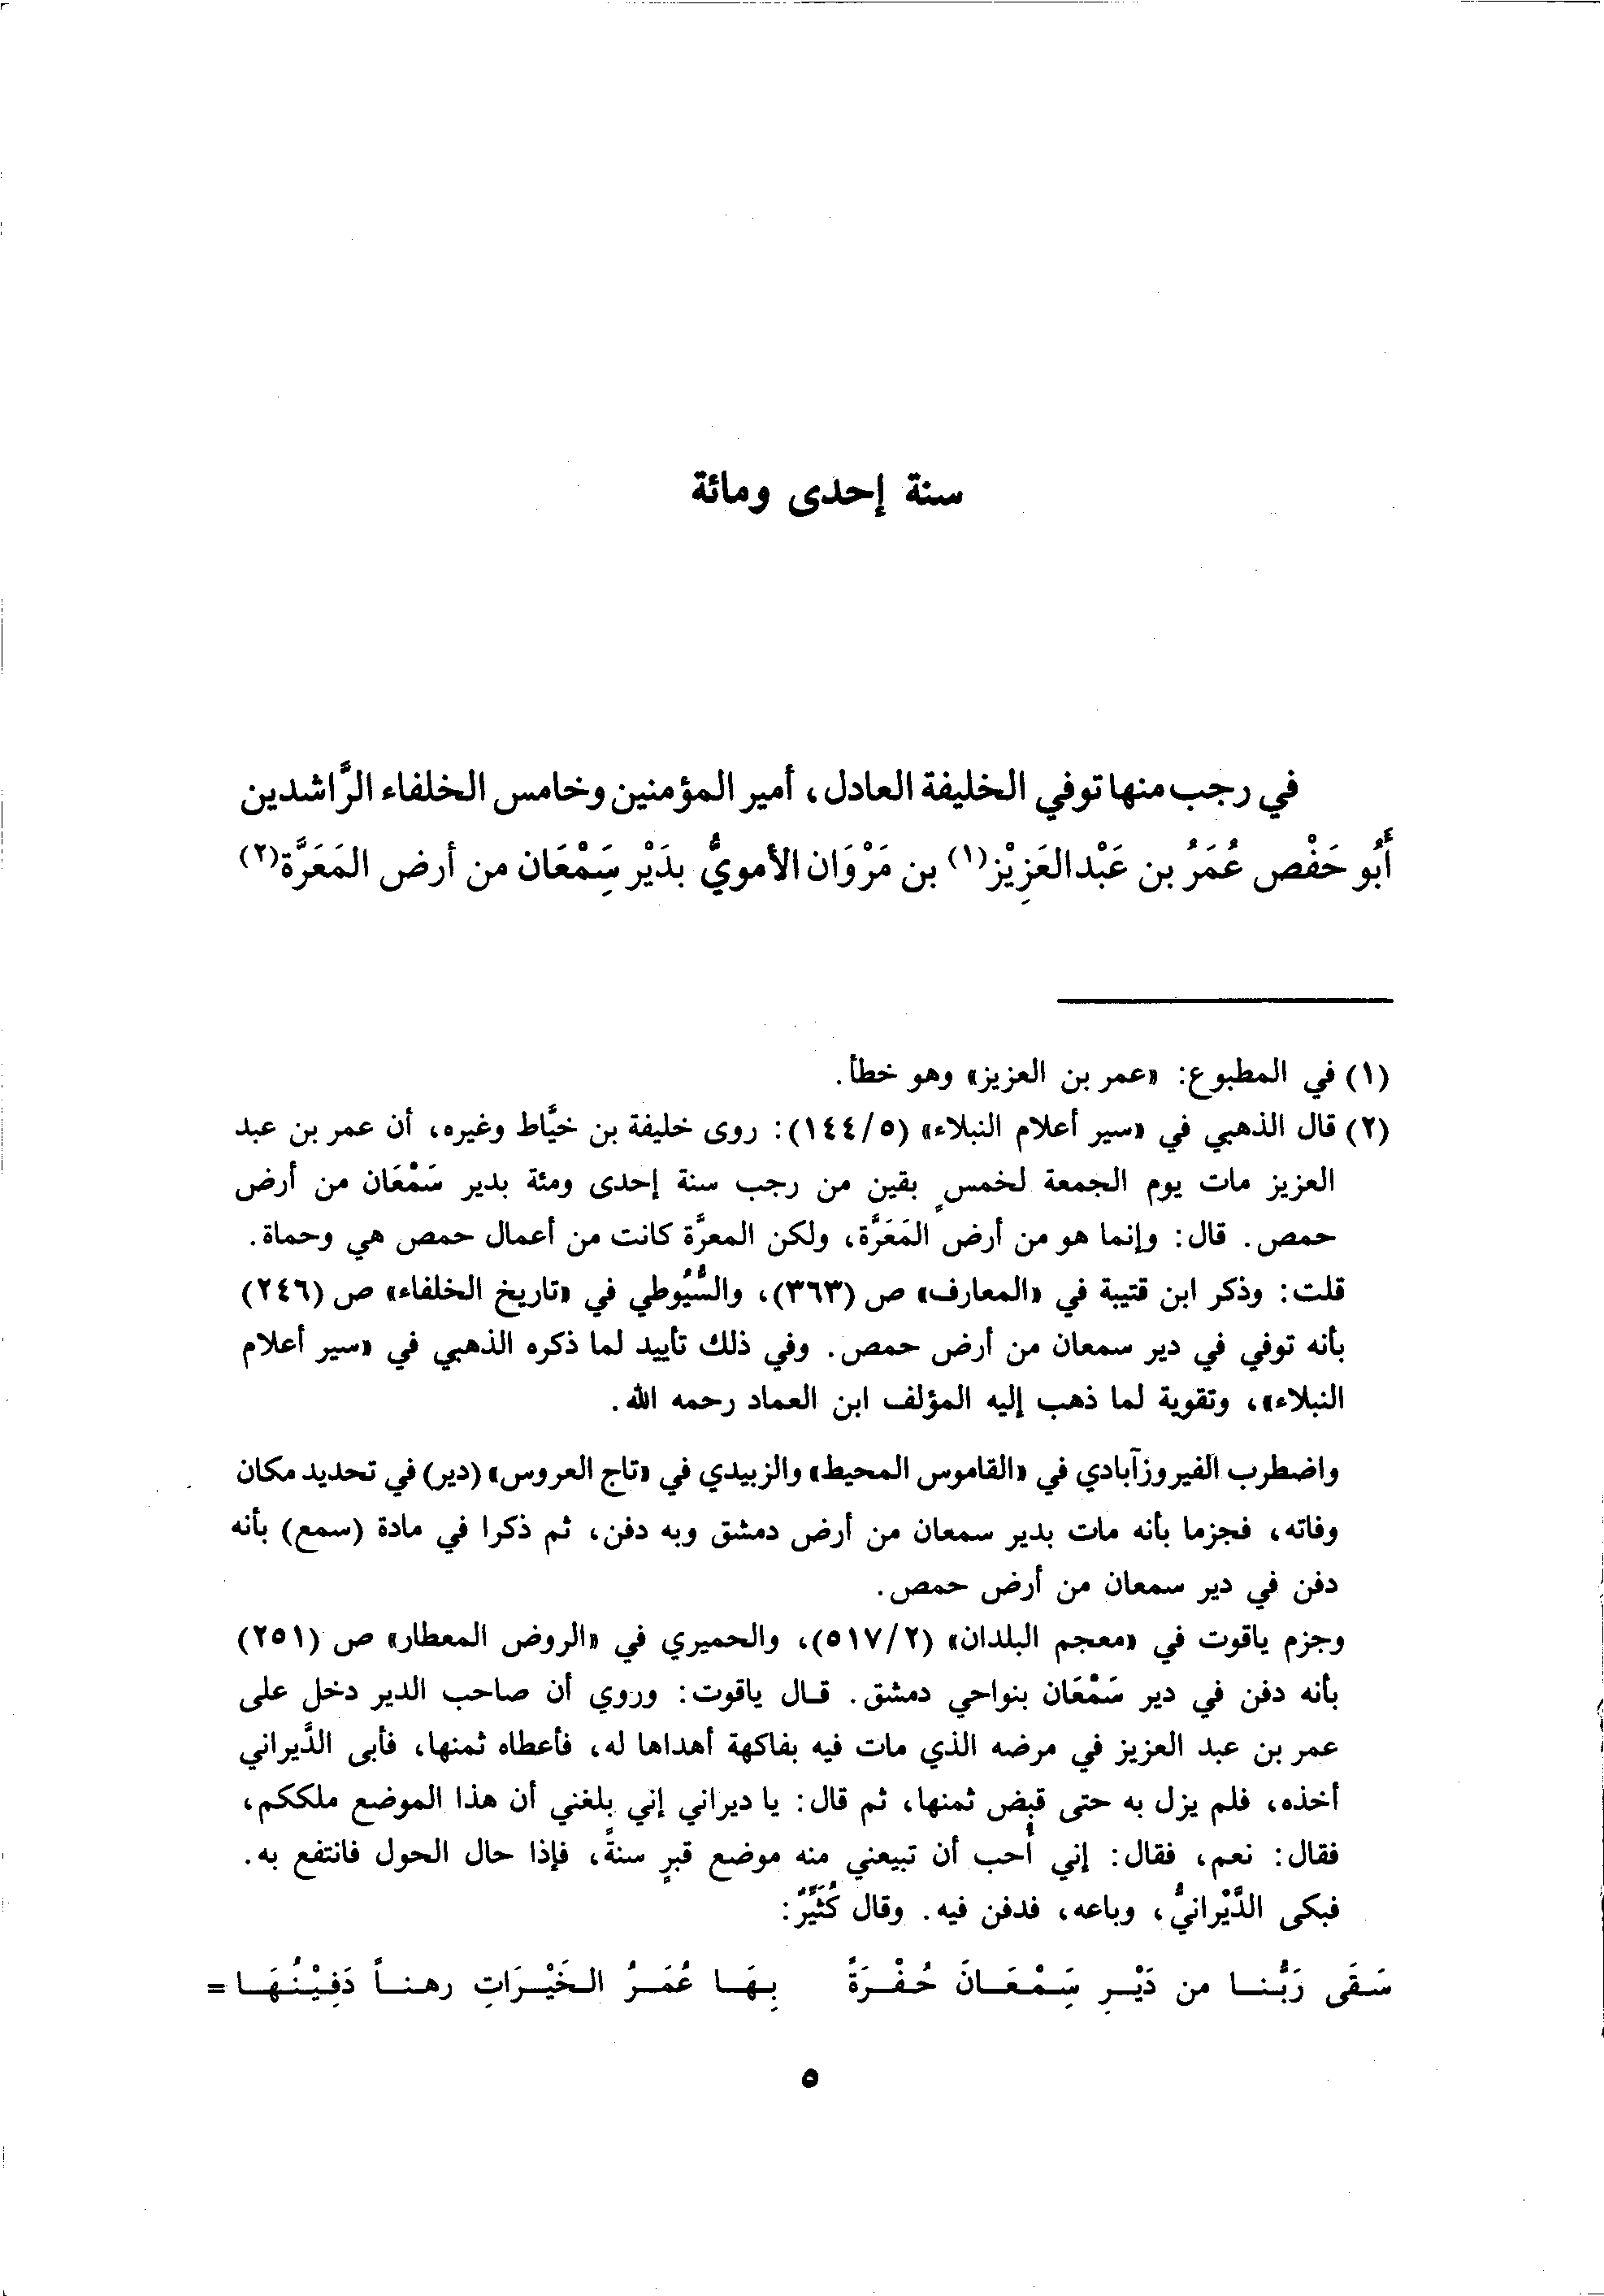 سنة إحدى ومائة
في رجب منها توفي الخليفة العادل، أمير المؤمنين وخامس الخلفاء الرَّاشدين
أَبُو حَفْص عُمَرُ بن عَبْد العَزِيْز(١) بن مَرْوَان الأمويُّ بدَيْر سَِمْعَان من أرض المَعَرَّة(٢)
(١) في المطبوع: «عمر بن العزيز» وهو خطأ.
(٢) قال الذهبي في «سير أعلام النبلاء» (١٤٤/٥): روى خليفة بن خيَّاط وغيره، أن عمر بن عبد
العزيز مات يوم الجمعة لخمسٍ بقين من رجب سنة إحدى ومئة بدير سَمْعَان من أرض
حمص. قال: وإنما هو من أرض المَعَرَّة، ولكن المعرَّة كانت من أعمال حمص هي وحماة.
قلت: وذكر ابن قتيبة في «المعارف» ص (٣٦٣)، والسُّيُوطي في «تاريخ الخلفاء» ص (٢٤٦)
بأنه توفي في دير سمعان من أرض حمص. وفي ذلك تأييد لما ذكره الذهبي في «سير أعلام
النبلاء»، وتقوية لما ذهب إليه المؤلف ابن العماد رحمه الله.
واضطرب الفيروزآبادي في «القاموس المحيط» والزبيدي في «تاج العروس» (دير) في تحديد مكان
وفاته، فجزما بأنه مات بدير سمعان من أرض دمشق وبه دفن، ثم ذكرا في مادة (سمع) بأنه
دفن في دير سمعان من أرض حمص.
وجزم ياقوت في «معجم البلدان» (٥١٧/٢)، والحميري في «الروض المعطار» ص (٢٥١)
بأنه دفن في دير سَمْعَان بنواحي دمشق. قال ياقوت: وروي أن صاحب الدير دخل على
عمر بن عبد العزيز في مرضه الذي مات فيه بفاكهة أهداها له، فأعطاه ثمنها، فأبى الدَّيراني
أخذه، فلم يزل به حتى قبض ثمنها، ثم قال: يا ديراني إني بلغني أن هذا الموضع ملككم،
فقال: نعم، فقال: إني أُحب أن تبيعني منه موضع قبرٍ سنةً، فإذا حال الحول فانتفع به.
فبكى الدَّيْرانيُّ، وباعه، فدفن فيه. وقال كُثَيِّرٌ:
سَقَى رَبُّنا من دَيْرِ سَِمْعَانَ حُفْرَةً بِهَا عُمَرُ الخَيْرَاتِ رهناً دَفِيْنُهَا =
٥